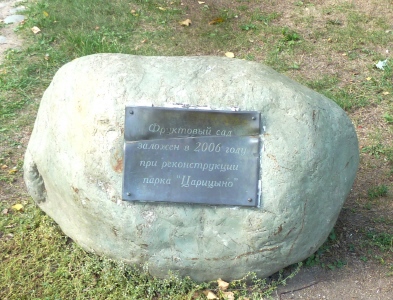 Фруктовый сад
заложен в 2006 году
при реконструкции
парка "Царицыно"